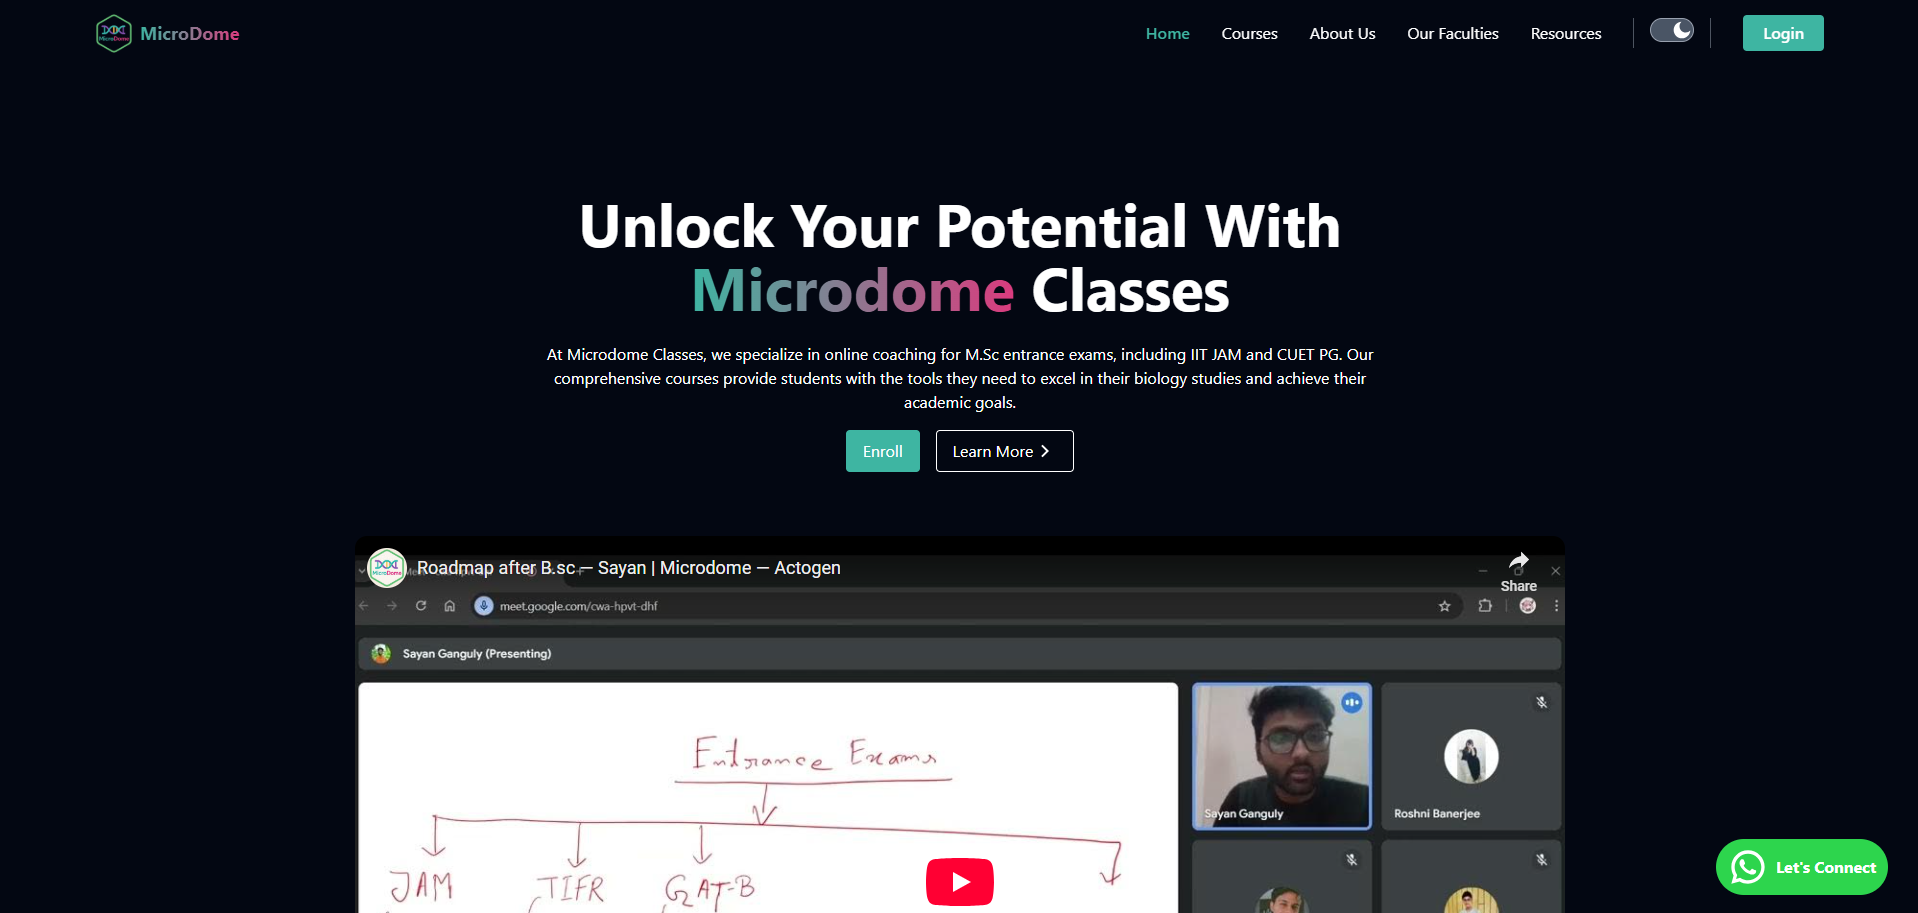 MicroDome
Home
Courses
About Us
Our Faculties
Resources
Login
Unlock Your Potential With
Microdome Classes
At Microdome Classes, we specialize in online coaching for M.Sc entrance exams, including IIT JAM and CUET PG. Our
comprehensive courses provide students with the tools they need to excel in their biology studies and achieve their
academic goals.
Enroll
Learn More
Roadmap after B.sc — Sayan | Microdome — Actogen
Share
meet.google.com/cwa-hpvt-dhf
Sayan Ganguly (Presenting)
Entrance Exams
JAM
TIFR
GAT-B
Sayan Ganguly
Roshni Banerjee
Let's Connect